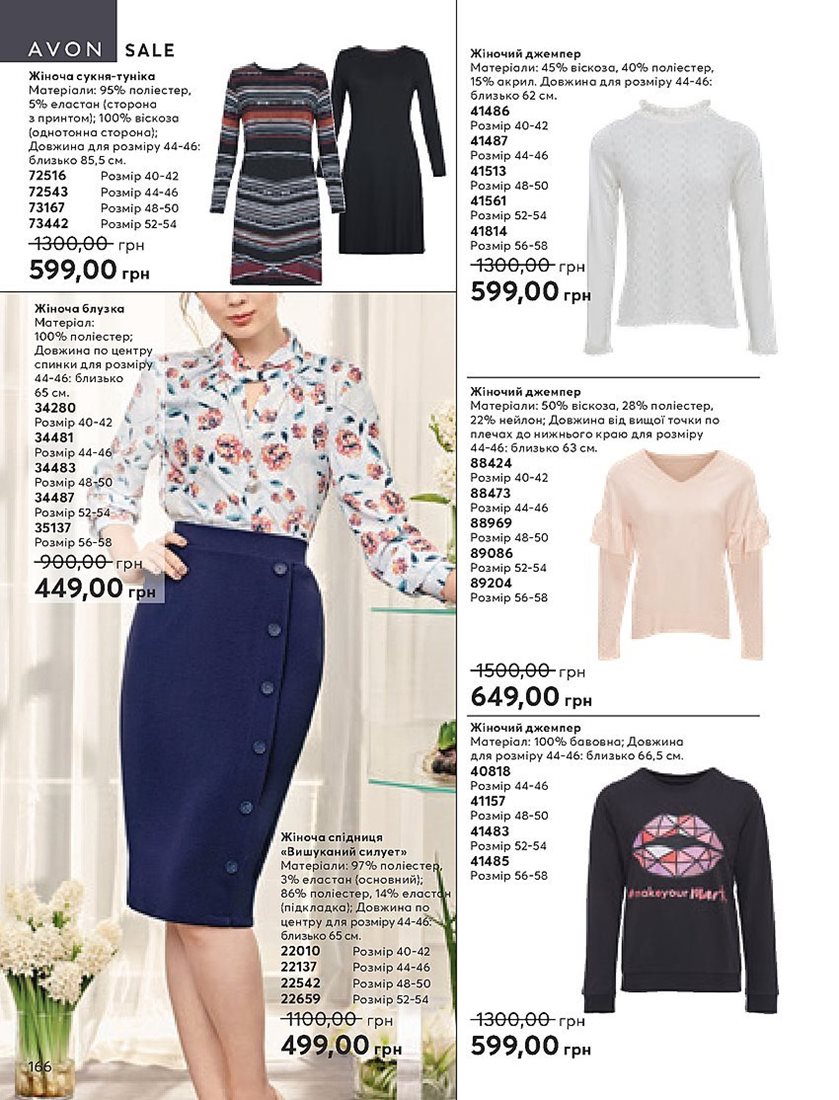 AVON SALE
Жіноча сукня-туніка
Матеріали: 95% поліестер,
5% еластан (сторона
з принтом); 100% віскоза
(однотонна сторона);
Довжина для розміру 44-46:
близько 85,5 см.
72516 Розмір 40-42
72543 Розмір 44-46
73167 Розмір 48-50
73442 Розмір 52-54
1300,00 грн
599,00 грн
Жіноча блузка
Матеріал:
100% поліестер;
Довжина по центру
спинки для розміру
44-46: близько
65 см.
34280
Розмір 40-42
34481
Розмір 44-46
34483
Розмір 48-50
34487
Розмір 52-54
35137
Розмір 56-58
900,00 грн
449,00 грн
Жіноча спідниця
«Вишуканий силует»
Матеріали: 97% поліестер,
3% еластан (основний);
86% поліестер, 14% еластан
(підкладка); Довжина по
центру для розміру 44-46:
близько 65 см.
22010 Розмір 40-42
22137 Розмір 44-46
22542 Розмір 48-50
22659 Розмір 52-54
1100,00 грн
499,00 грн
166
Жіночий джемпер
Матеріали: 45% віскоза, 40% поліестер,
15% акрил. Довжина для розміру 44-46:
близько 62 см.
41486
Розмір 40-42
41487
Розмір 44-46
41513
Розмір 48-50
41561
Розмір 52-54
41814
Розмір 56-58
1300,00 грн
599,00 грн
Жіночий джемпер
Матеріали: 50% віскоза, 28% поліестер,
22% нейлон; Довжина від вищої точки по
плечах до нижнього краю для розміру
44-46: близько 63 см.
88424
Розмір 40-42
88473
Розмір 44-46
88969
Розмір 48-50
89086
Розмір 52-54
89204
Розмір 56-58
1500,00 грн
649,00 грн
Жіночий джемпер
Матеріал: 100% бавовна; Довжина
для розміру 44-46: близько 66,5 см.
40818
Розмір 44-46
41157
Розмір 48-50
41483
Розмір 52-54
41485
Розмір 56-58
#makeyour Mark
1300,00 грн
599,00 грн